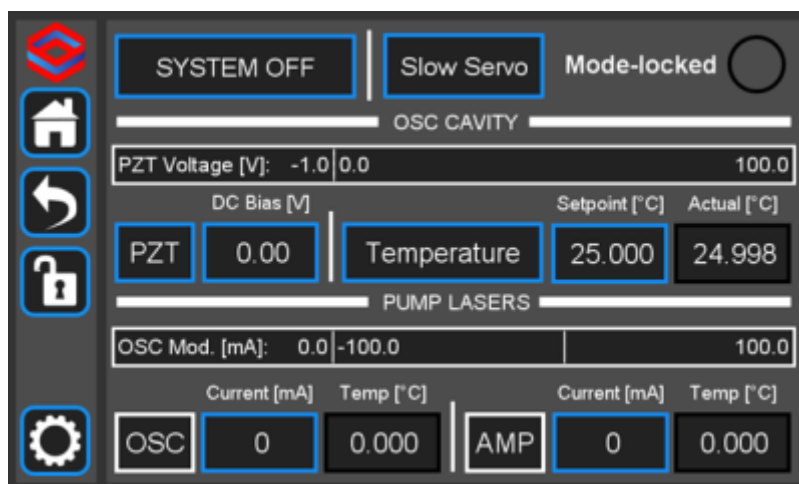 SYSTEM OFF Slow Servo Mode-locked
OSC CAVITY
PZT Voltage [V]: -1.0 0.0 100.0
DC Bias [V] Setpoint [°C] Actual [°C]
PZT 0.00 Temperature 25.000 24.998
PUMP LASERS
OSC Mod. [mA]: 0.0 -100.0 100.0
Current [mA] Temp [°C] Current [mA] Temp [°C]
OSC 0 0.000 AMP 0 0.000